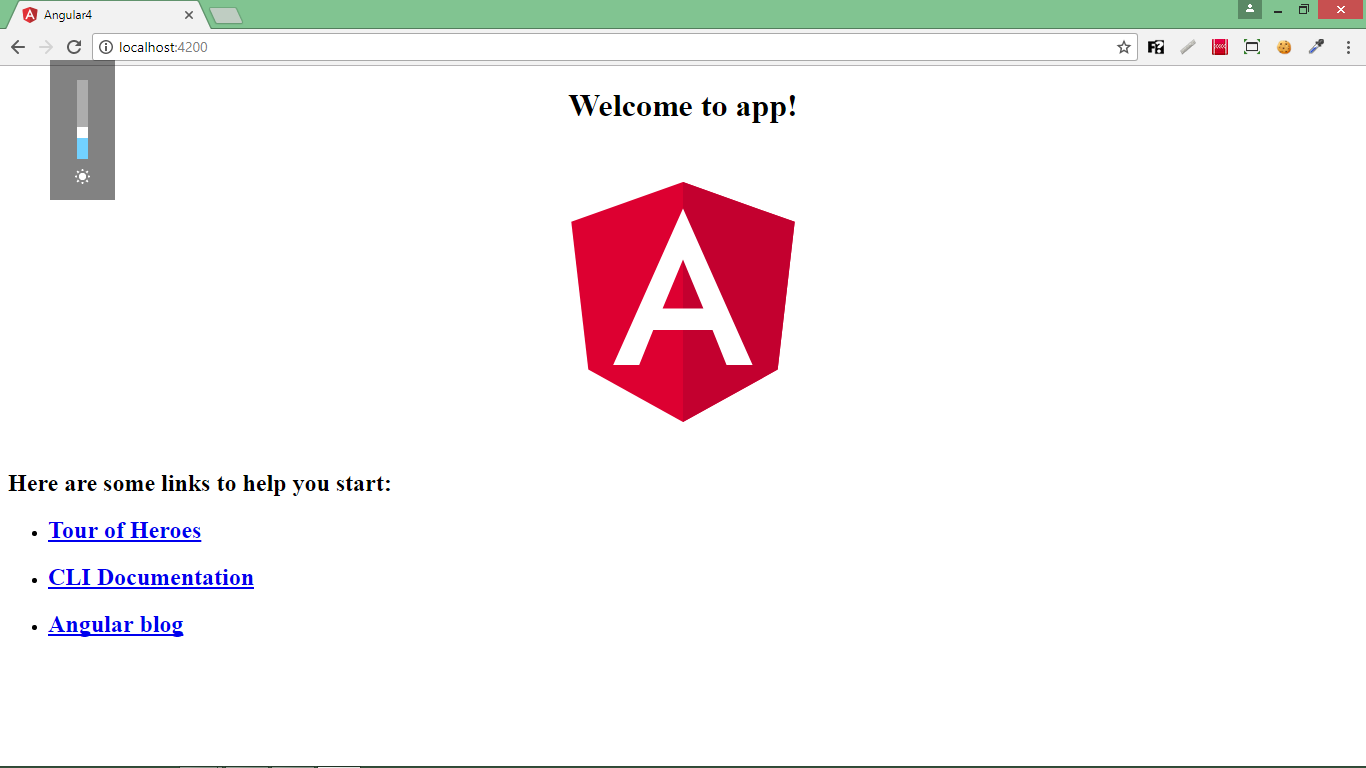 Angular4
localhost:4200
Welcome to app!
A
Here are some links to help you start:
Tour of Heroes
CLI Documentation
Angular blog